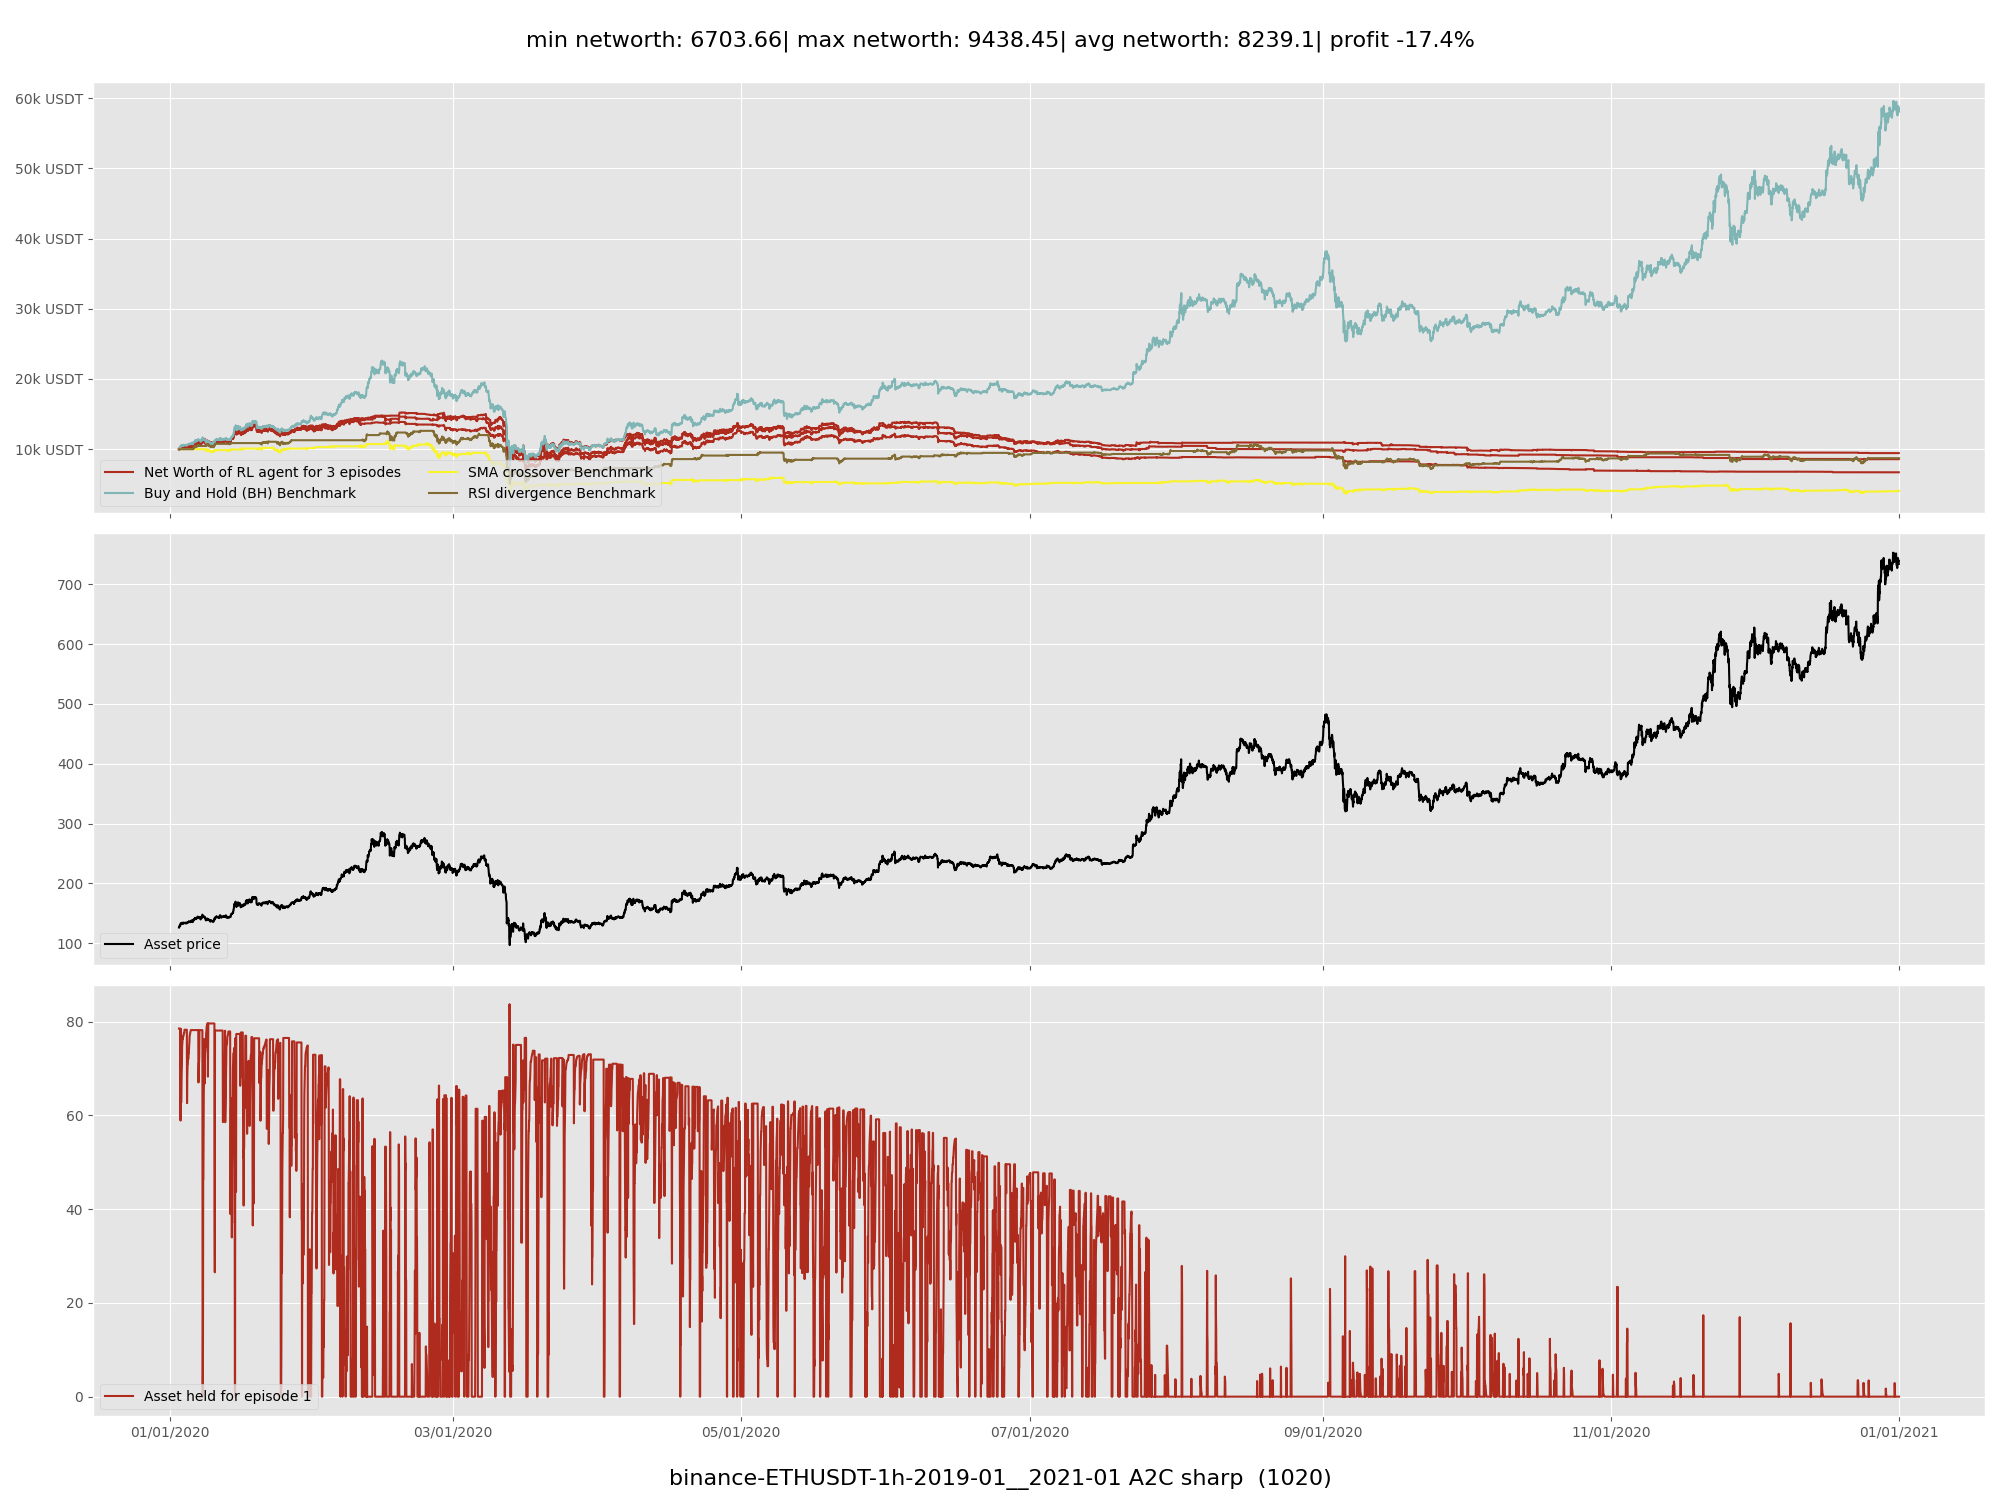 min networth: 6703.66| max networth: 9438.45| avg networth: 8239.1| profit -17.4%
60k USDT
50k USDT
40k USDT
30k USDT
20k USDT
10k USDT
Net Worth of RL agent for 3 episodes
Buy and Hold (BH) Benchmark
SMA crossover Benchmark
RSI divergence Benchmark
700
600
500
400
300
200
100
Asset price
80
60
40
20
0
Asset held for episode 1
01/01/2020 03/01/2020 05/01/2020 07/01/2020 09/01/2020 11/01/2020 01/01/2021
binance-ETHUSDT-1h-2019-01__2021-01 A2C sharp (1020)